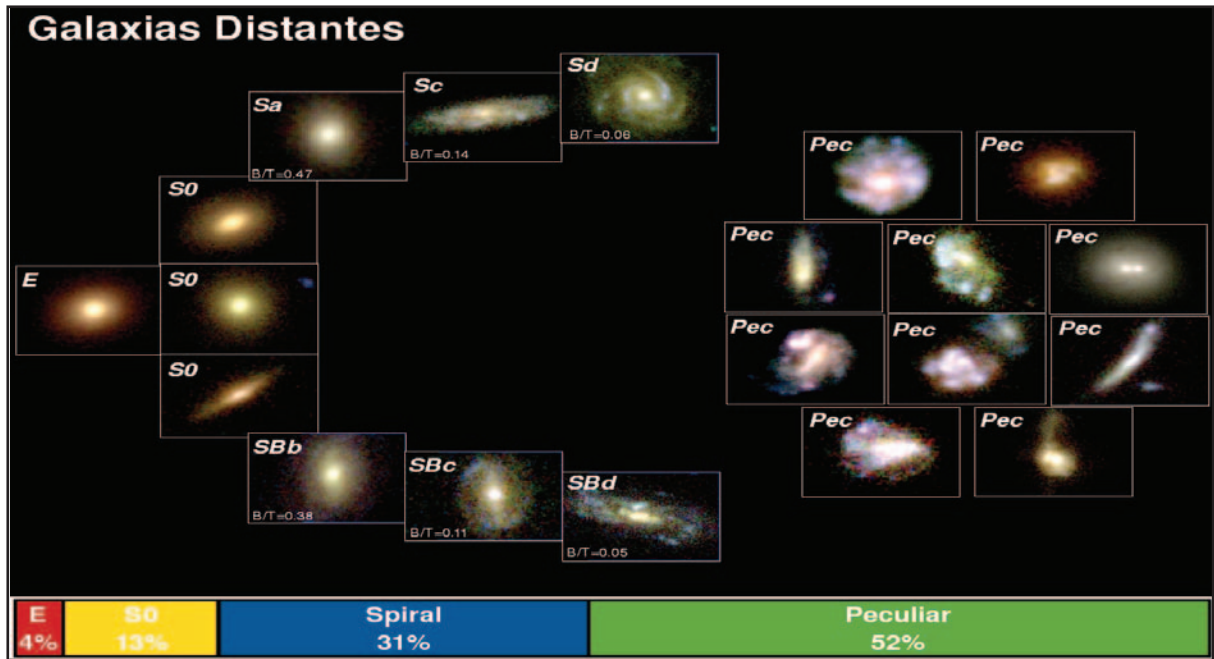 Galaxias Distantes
Sd
B/T=0.06
Sc
B/T=0.14
Sa
B/T=0.47
Pec
Pec
S0
Pec
Pec
Pec
E
S0
Pec
Pec
Pec
S0
Pec
Pec
SBb
B/T=0.38
SBc
B/T=0.11
SBd
B/T=0.05
E
4%
S0
13%
Spiral
31%
Peculiar
52%